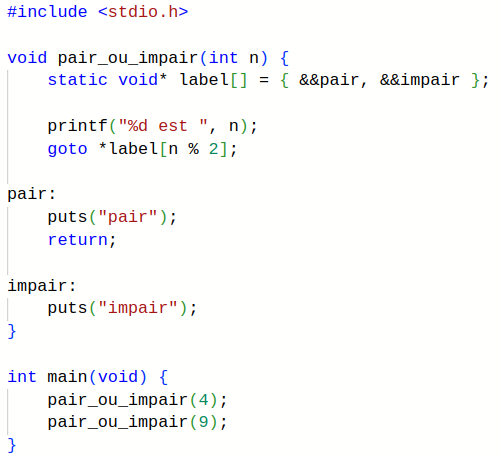 #include <stdio.h>

void pair_ou_impair(int n) {
    static void* label[] = { &&pair, &&impair };

    printf("%d est ", n);
    goto *label[n % 2];

pair:
    puts("pair");
    return;

impair:
    puts("impair");
}

int main(void) {
    pair_ou_impair(4);
    pair_ou_impair(9);
}